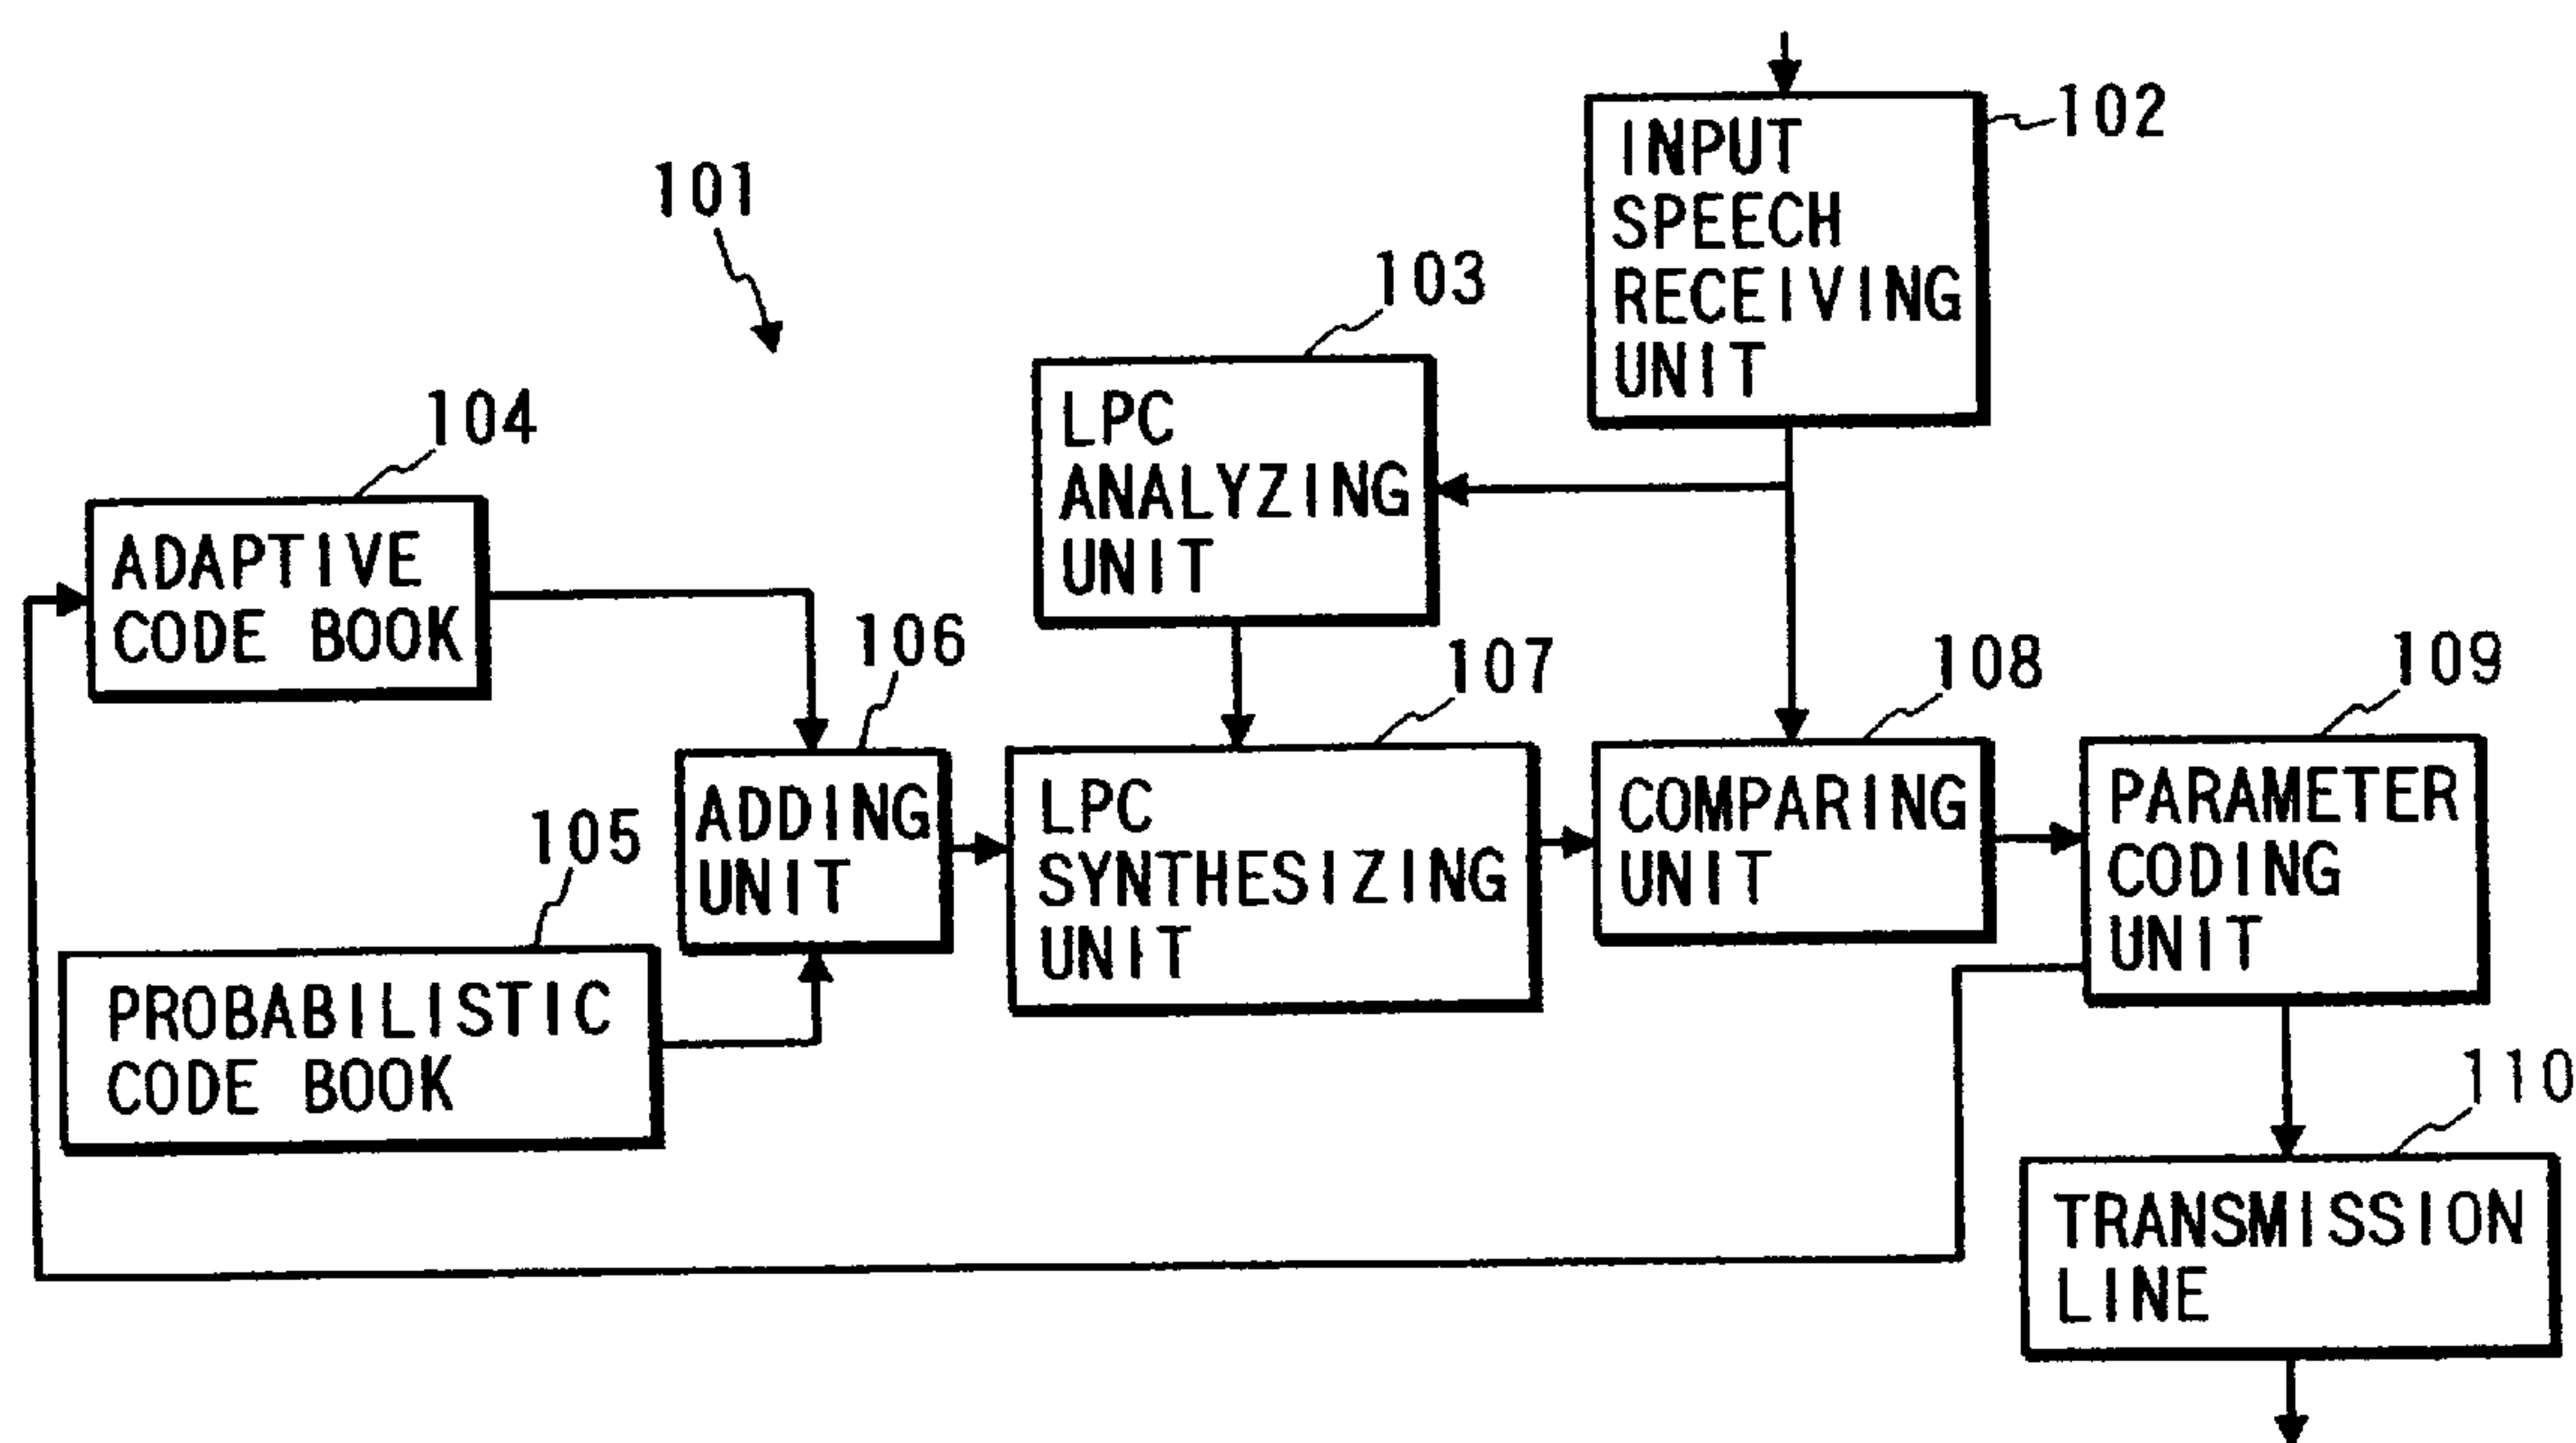 102
INPUT
SPEECH
RECEIVING
UNIT
101
103
LPC
ANALYZING
UNIT
104
ADAPTIVE
CODE BOOK
106
ADDING
UNIT
105
PROBABILISTIC
CODE BOOK
107
LPC
SYNTHESIZING
UNIT
108
COMPARING
UNIT
109
PARAMETER
CODING
UNIT
110
TRANSMISSION
LINE